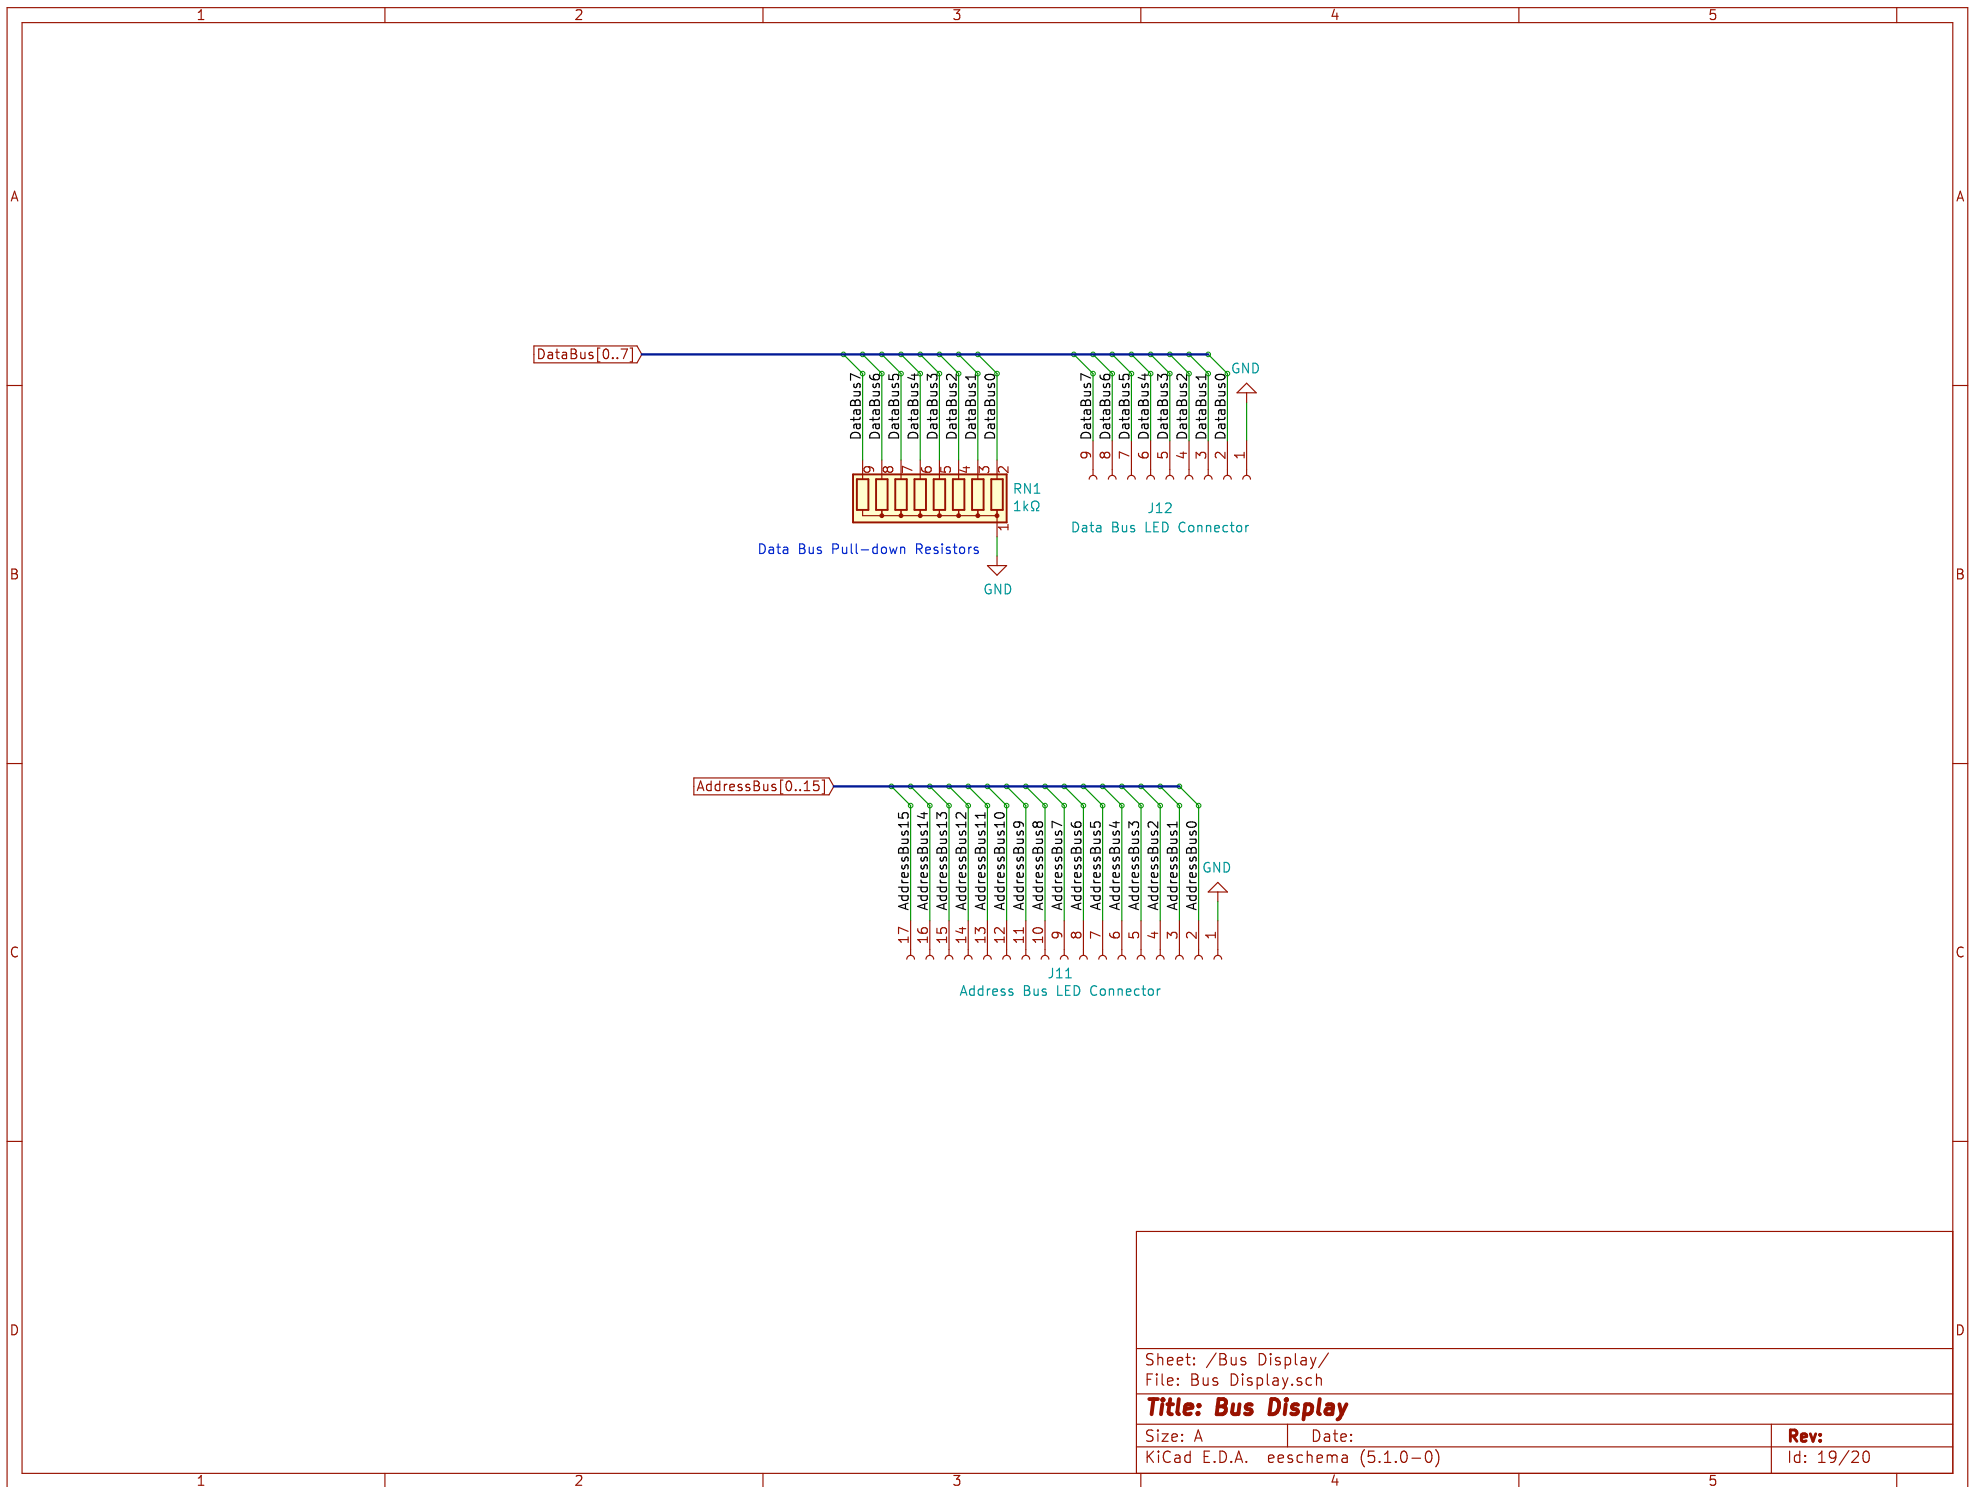 1 2 3 4 5
A A
DataBus[0..7]
GND
DataBus7 DataBus6 DataBus5 DataBus4 DataBus3 DataBus2 DataBus1 DataBus0
DataBus7 DataBus6 DataBus5 DataBus4 DataBus3 DataBus2 DataBus1 DataBus0
9 8 7 6 5 4 3 2 1
9 8 7 6 5 4 3 2
RN1
1kΩ
1
J12
Data Bus LED Connector
Data Bus Pull-down Resistors
GND
B B
AddressBus[0..15]
AddressBus15 AddressBus14 AddressBus13 AddressBus12 AddressBus11 AddressBus10 AddressBus9 AddressBus8 AddressBus7 AddressBus6 AddressBus5 AddressBus4 AddressBus3 AddressBus2 AddressBus1 AddressBus0
GND
17 16 15 14 13 12 11 10 9 8 7 6 5 4 3 2 1
J11
Address Bus LED Connector
C C
D D
Sheet: /Bus Display/
File: Bus Display.sch
Title: Bus Display
Size: A Date: Rev:
KiCad E.D.A. eeschema (5.1.0-0) Id: 19/20
1 2 3 4 5